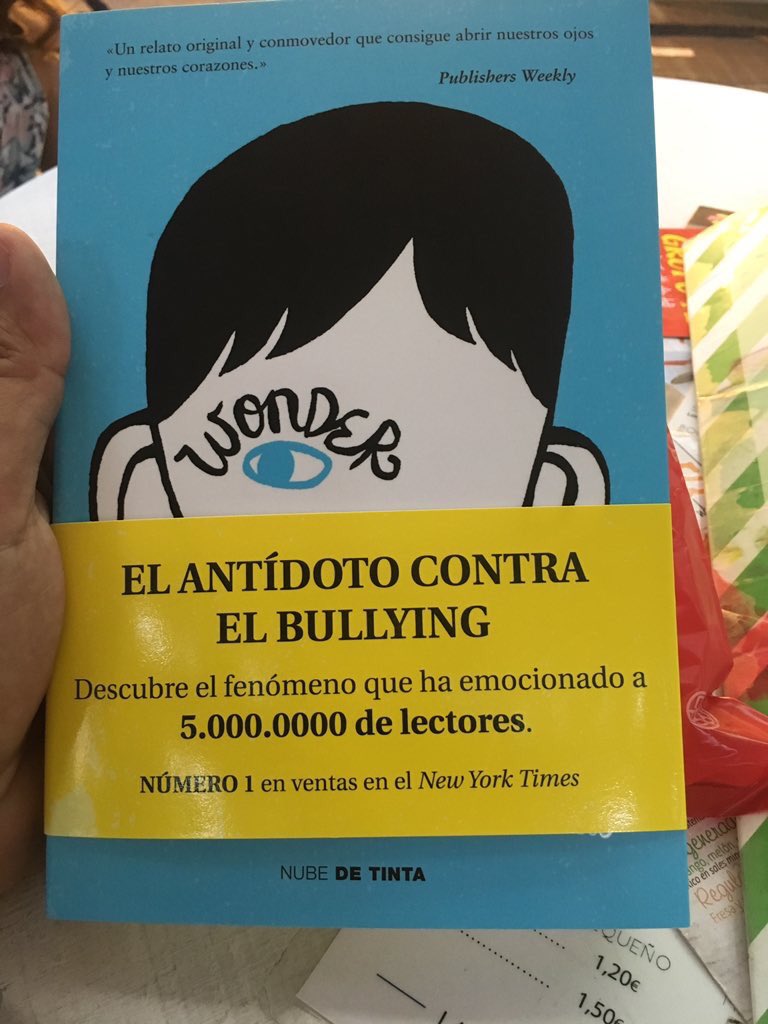 «Un relato original y conmovedor que consigue abrir nuestros ojos
y nuestros corazones.»
Publishers Weekly
wonder
EL ANTÍDOTO CONTRA
EL BULLYING
Descubre el fenómeno que ha emocionado a
5.000.0000 de lectores.
NÚMERO 1 en ventas en el New York Times
NUBE DE TINTA
1,20€
1,50€